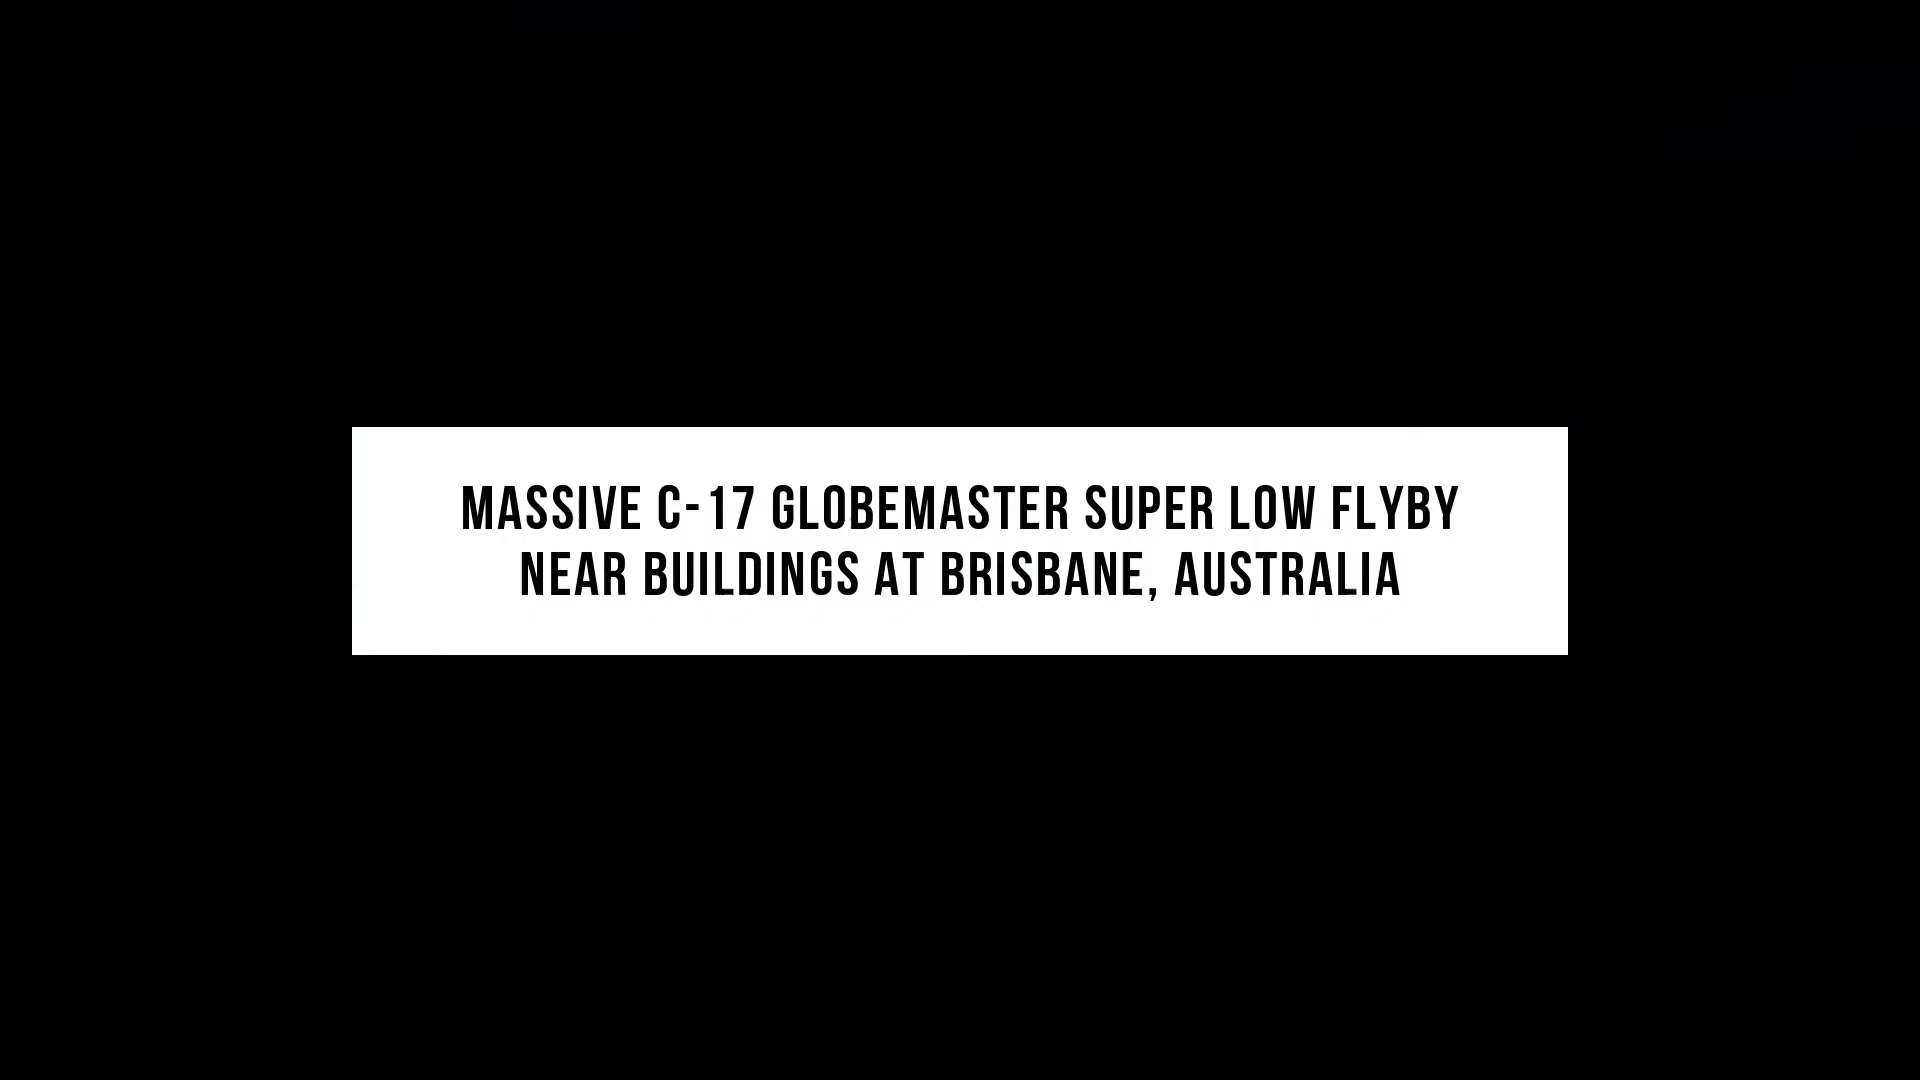 MASSIVE C-17 GLOBEMASTER SUPER LOW FLYBY
NEAR BUILDINGS AT BRISBANE, AUSTRALIA